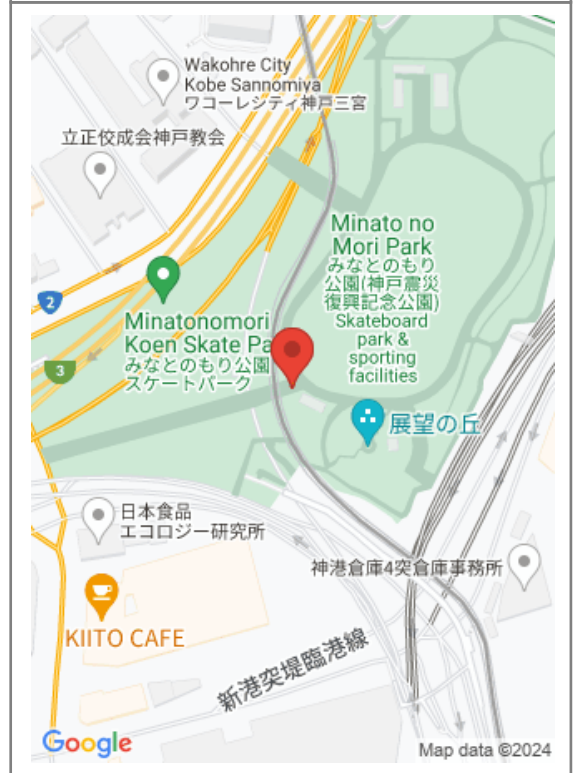 Wakohre City
Kobe Sannomiya
ワコーレシティ神戸三宮
立正佼成会神戸教会
Minato no
Mori Park
みなとのもり
公園(神戸震災
復興記念公園)
Skateboard
park &
sporting
facilities
2
Minatonomori
Koen Skate Pa
みなとのもり公園
スケートパーク
3
展望の丘
日本食品
エコロジー研究所
神港倉庫4突倉庫事務所
KIITO CAFE
新港突堤臨港線
Google
Map data ©2024